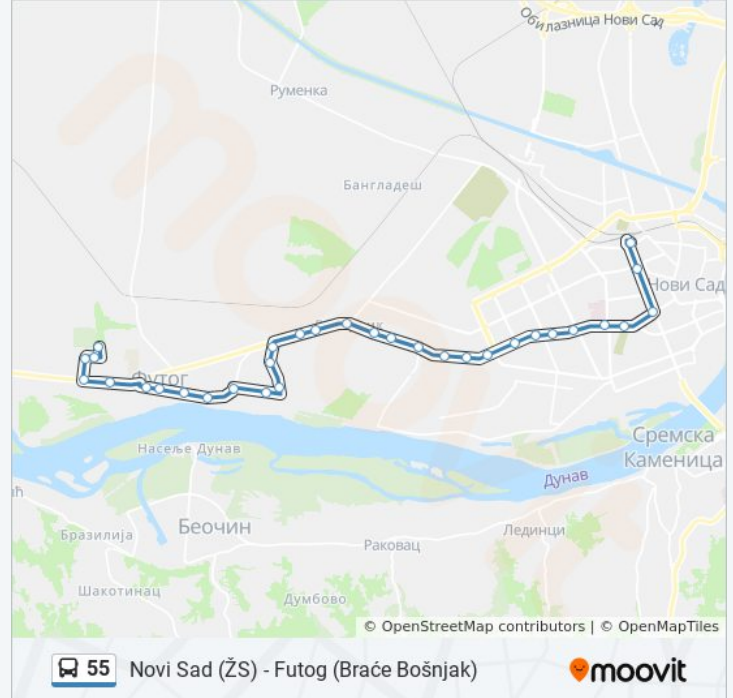 Обилазница Нови Сад
Руменка
Бангладеш
Нови Сад
Футог
Сремска
Каменица
Насеље Дунав
Дунав
Беочин
Бразилија
Раковац
Лединци
Шакотинац
Думбово
© OpenStreetMap contributors | © OpenMapTiles
55 Novi Sad (ŽS) - Futog (Braće Bošnjak)
moovit